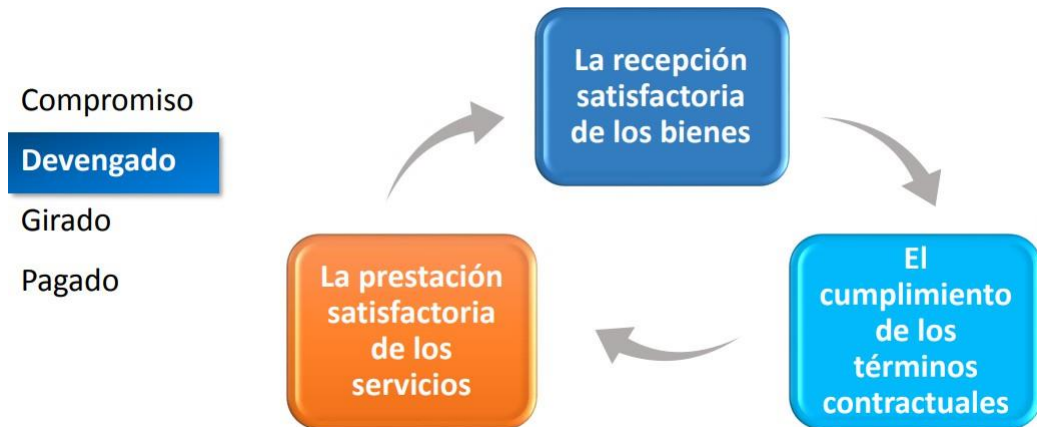 Compromiso
Devengado
Girado
Pagado
La recepción
satisfactoria
de los bienes
El
cumplimiento
de los
términos
contractuales
La prestación
satisfactoria
de los
servicios